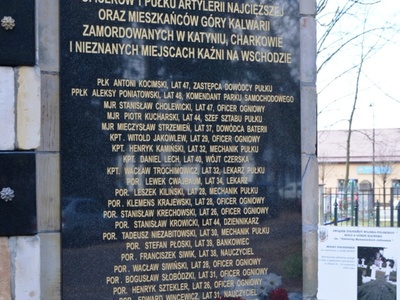 UŁKU ARTYLERII NAJCIĘŻSZEJ
ORAZ MIESZKAŃCÓW GÓRY KALWARII
ZAMORDOWANYCH W KATYNIU, CHARKOWIE
I NIEZNANYCH MIEJSCACH KAŹNI NA WSCHODZIE
PŁK ANTONI KOCIMSKI, LAT 47, ZASTĘPCA DOWÓDCY PUŁKU
PPŁK ALEKSY PONIATOWSKI, LAT 48, KOMENDANT PARKU SAMOCHODOWEGO
MJR STANISŁAW CHOLEWICKI, LAT 47, OFICER OGNIOWY
MJR PIOTR KUCHARSKI, LAT 44, SZEF SZTABU PUŁKU
MJR MIECZYSŁAW STRZEMIEŃ, LAT 37, DOWÓDCA BATERII
KPT. WITOLD JAKOWLEW, LAT 28, OFICER OGNIOWY
KPT. HENRYK KAMIŃSKI, LAT 32, MECHANIK PUŁKU
KPT. DANIEL LECH, LAT 40, WÓJT CZERSKA
KPT. WACŁAW TROCHIMOWICZ, LAT 32, LEKARZ PUŁKU
POR. LEWEK CWAJBAUM, LAT 34, LEKARZ
POR. LESZEK KILIŃSKI, LAT 28, MECHANIK PUŁKU
POR. KLEMENS KRAJEWSKI, LAT 28, OFICER OGNIOWY
POR. STANISŁAW KRECHOWSKI, LAT 26, OFICER OGNIOWY
POR. STANISŁAW KROWICKI, LAT 44, DZIENNIKARZ
POR. TADEUSZ NIEZABITOWSKI, LAT 30, MECHANIK PUŁKU
POR. STEFAN PŁOSKI, LAT 39, BANKOWIEC
POR. FRANCISZEK SIWIK, LAT 30, NAUCZYCIEL
POR. WACŁAW SIWIŃSKI, LAT 28, OFICER OGNIOWY
POR. BOGUSŁAW SŁOBÓDZKI, LAT 31, OFICER OGNIOWY
POR. HENRYK SZTEKLER, LAT 26, OFICER OGNIOWY
POR. EDWARD WINCEWICZ, LAT 31, NAUCZYCIEL